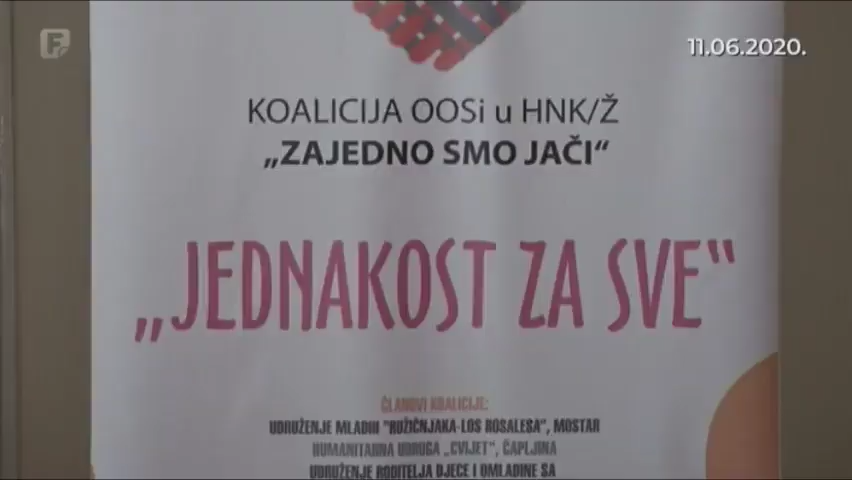 F
11.06.2020.
KOALICIJA OOSi u HNK/Ž
„ZAJEDNO SMO JAČI“
„JEDNAKOST ZA SVE“
ČLANOVI KOALICIJE:
UDRUŽENJE MLADIH "RUŽIČNJAKA-LOS ROSALESA", MOSTAR
HUMANITARNA UDRUGA „CVIJET“, ČAPLJINA
UDRUŽENJE RODITELJA DJECE I OMLADINE SA